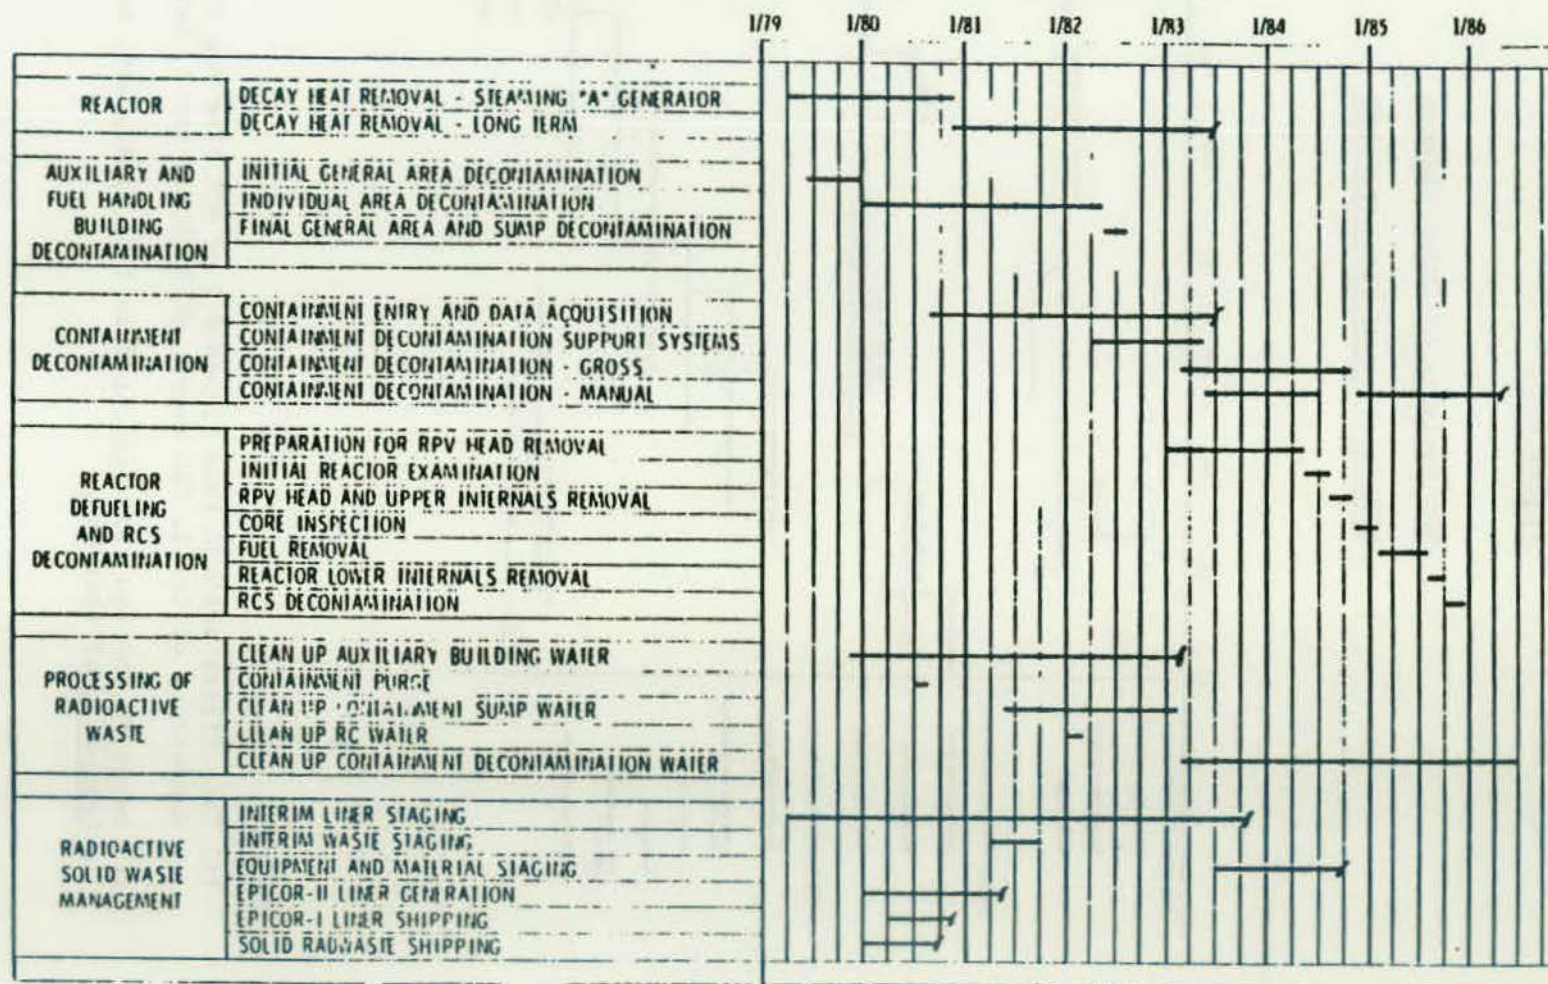 1/79 1/80 1/81 1/82 1/83 1/84 1/85 1/86
REACTOR
DECAY HEAT REMOVAL - STEAMING "A" GENERATOR
DECAY HEAT REMOVAL - LONG TERM
AUXILIARY AND
FUEL HANDLING
BUILDING
DECONTAMINATION
INITIAL GENERAL AREA DECONTAMINATION
INDIVIDUAL AREA DECONTAMINATION
FINAL GENERAL AREA AND SUMP DECONTAMINATION
CONTAINMENT
DECONTAMINATION
CONTAINMENT ENTRY AND DATA ACQUISITION
CONTAINMENT DECONTAMINATION SUPPORT SYSTEMS
CONTAINMENT DECONTAMINATION - GROSS
CONTAINMENT DECONTAMINATION - MANUAL
REACTOR
DEFUELING
AND RCS
DECONTAMINATION
PREPARATION FOR RPV HEAD REMOVAL
INITIAL REACTOR EXAMINATION
RPV HEAD AND UPPER INTERNALS REMOVAL
CORE INSPECTION
FUEL REMOVAL
REACTOR LOWER INTERNALS REMOVAL
RCS DECONTAMINATION
PROCESSING OF
RADIOACTIVE
WASTE
CLEAN UP AUXILIARY BUILDING WATER
CONTAINMENT PURGE
CLEAN UP CONTAINMENT SUMP WATER
CLEAN UP RC WATER
CLEAN UP CONTAINMENT DECONTAMINATION WATER
RADIOACTIVE
SOLID WASTE
MANAGEMENT
INTERIM LINER STAGING
INTERIM WASTE STAGING
EQUIPMENT AND MATERIAL STAGING
EPICOR-II LINER GENERATION
EPICOR-I LINER SHIPPING
SOLID RADWASTE SHIPPING